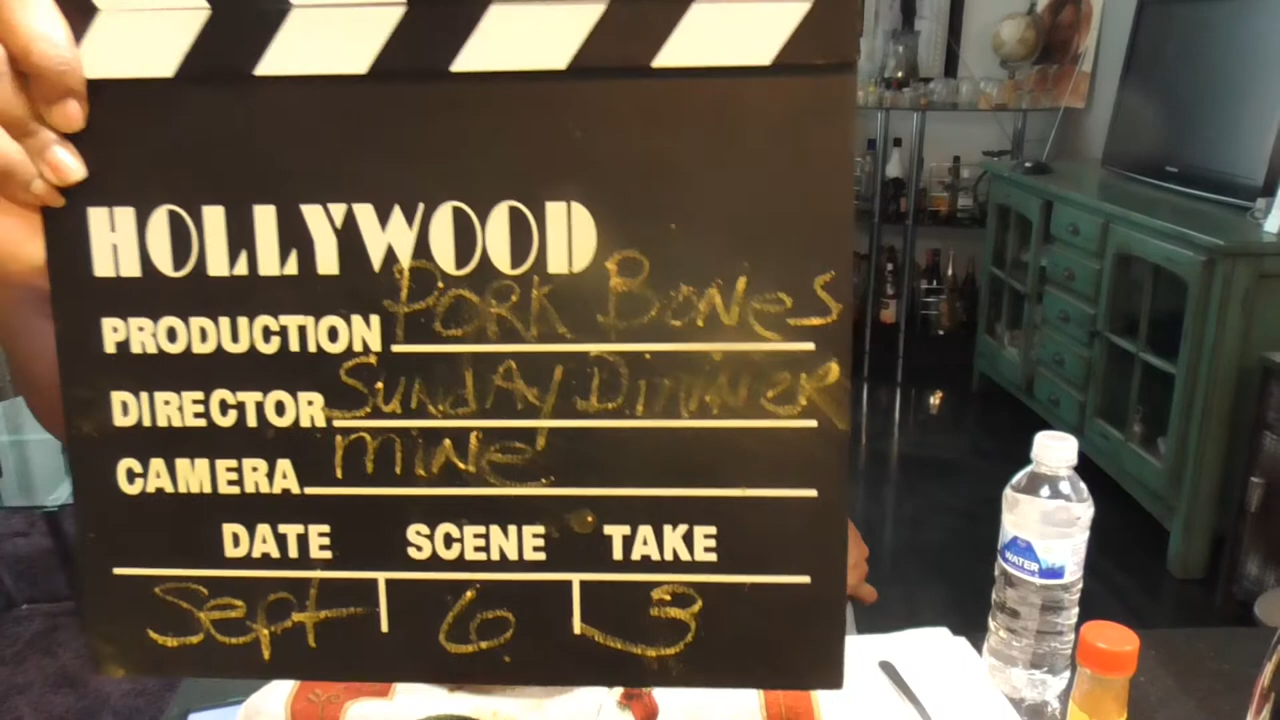 HOLLYWOOD
PRODUCTION Pork Bones
DIRECTOR Sunday Dinner
CAMERA mine
DATE SCENE TAKE
Sept 6 3
WATER